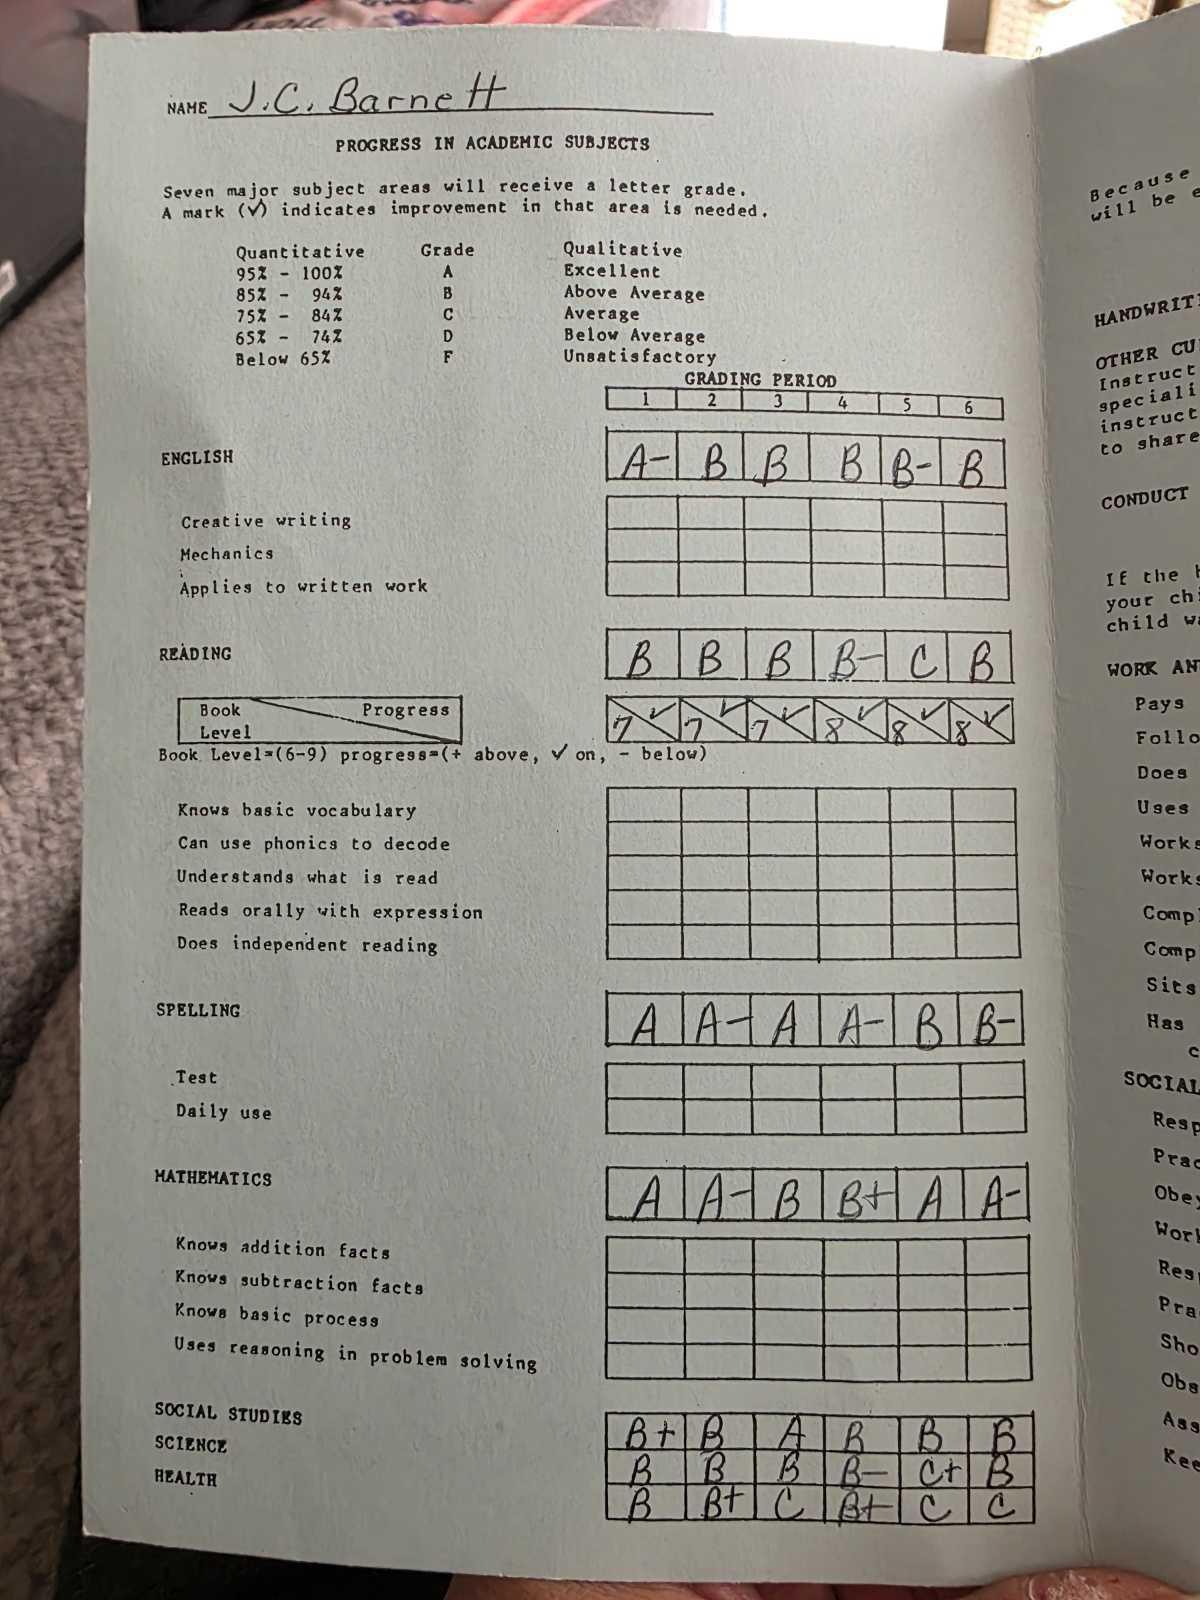 NAME J.C. Barnett
PROGRESS IN ACADEMIC SUBJECTS
Seven major subject areas will receive a letter grade.
A mark (✓) indicates improvement in that area is needed.
Quantitative Grade Qualitative
95% - 100% A Excellent
85% - 94% B Above Average
75% - 84% C Average
65% - 74% D Below Average
Below 65% F Unsatisfactory
GRADING PERIOD
1 2 3 4 5 6
ENGLISH A- B B B B- B
Creative writing
Mechanics
Applies to written work
READING B B B B- C B
Book Level Progress 7✓ 7✓ 7✓ 8✓ 8✓ 8✓
Book Level=(6-9) progress=(+ above, ✓ on, - below)
Knows basic vocabulary
Can use phonics to decode
Understands what is read
Reads orally with expression
Does independent reading
SPELLING A A- A A- B B-
Test
Daily use
MATHEMATICS A A- B B+ A A-
Knows addition facts
Knows subtraction facts
Knows basic process
Uses reasoning in problem solving
SOCIAL STUDIES B+ B A B B B
SCIENCE B B B B- C+ B
HEALTH B B+ C B+ C C
Because
will be
HANDWRITI
OTHER CU
Instruct
speciali
instruct
to share
CONDUCT
If the
your chi
child wa
WORK AN
Pays
Follo
Does
Uses
Works
Works
Comp
Comp
Sits
Has
c
SOCIAL
Resp
Prac
Obey
Work
Resp
Pra
Sho
Obs
Ass
Kee